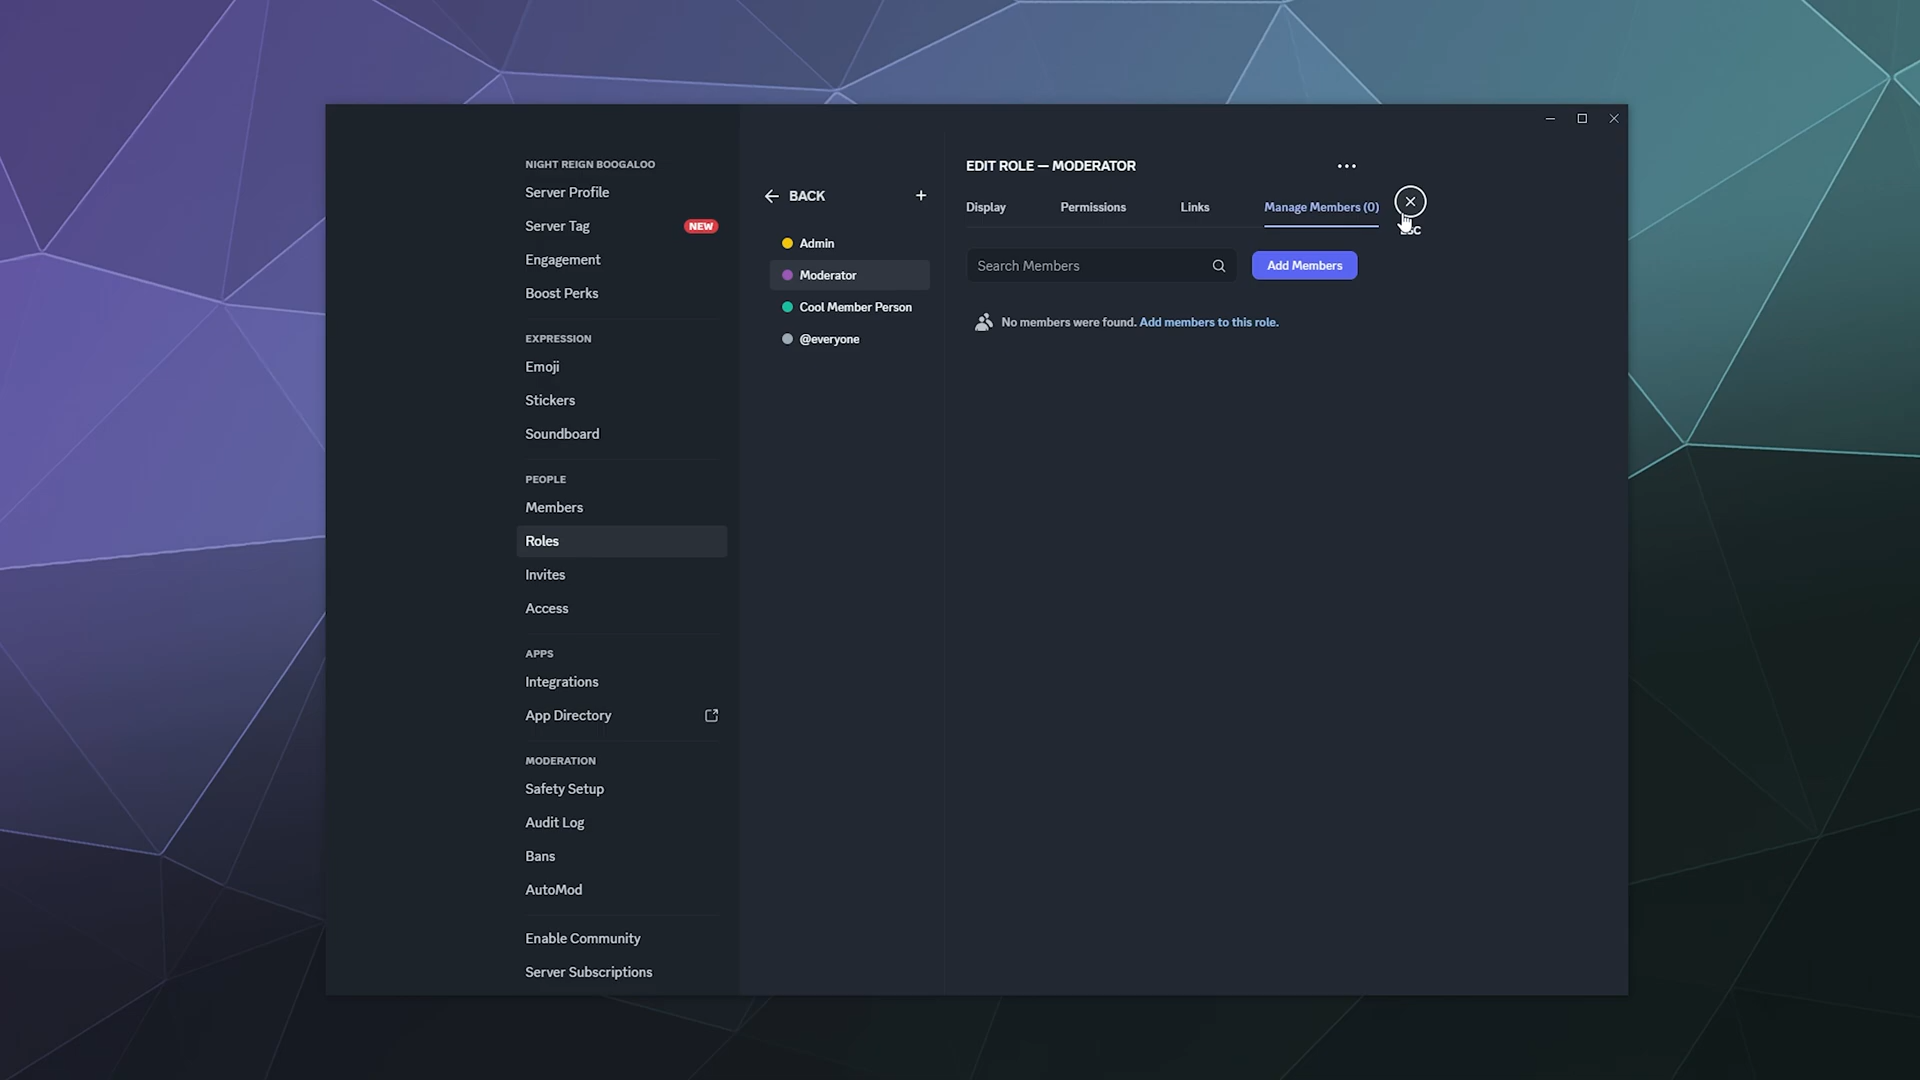 NIGHT REIGN BOOGALOO
Server Profile
Server Tag NEW
Engagement
Boost Perks
EXPRESSION
Emoji
Stickers
Soundboard
PEOPLE
Members
Roles
Invites
Access
APPS
Integrations
App Directory
MODERATION
Safety Setup
Audit Log
Bans
AutoMod
Enable Community
Server Subscriptions
BACK
Admin
Moderator
Cool Member Person
@everyone
EDIT ROLE — MODERATOR
Display Permissions Links Manage Members (0)
ESC
Search Members Add Members
No members were found. Add members to this role.